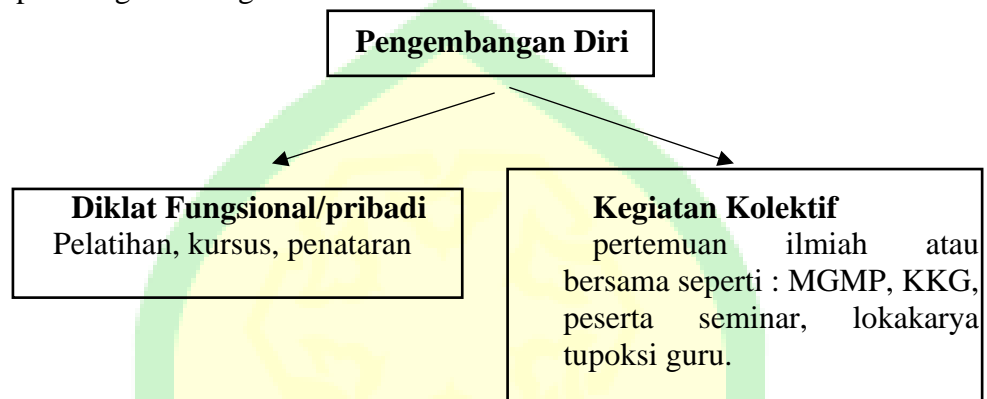 Pengembangan Diri
Diklat Fungsional/pribadi
Pelatihan, kursus, penataran
Kegiatan Kolektif
pertemuan ilmiah atau
bersama seperti : MGMP, KKG,
peserta seminar, lokakarya
tupoksi guru.